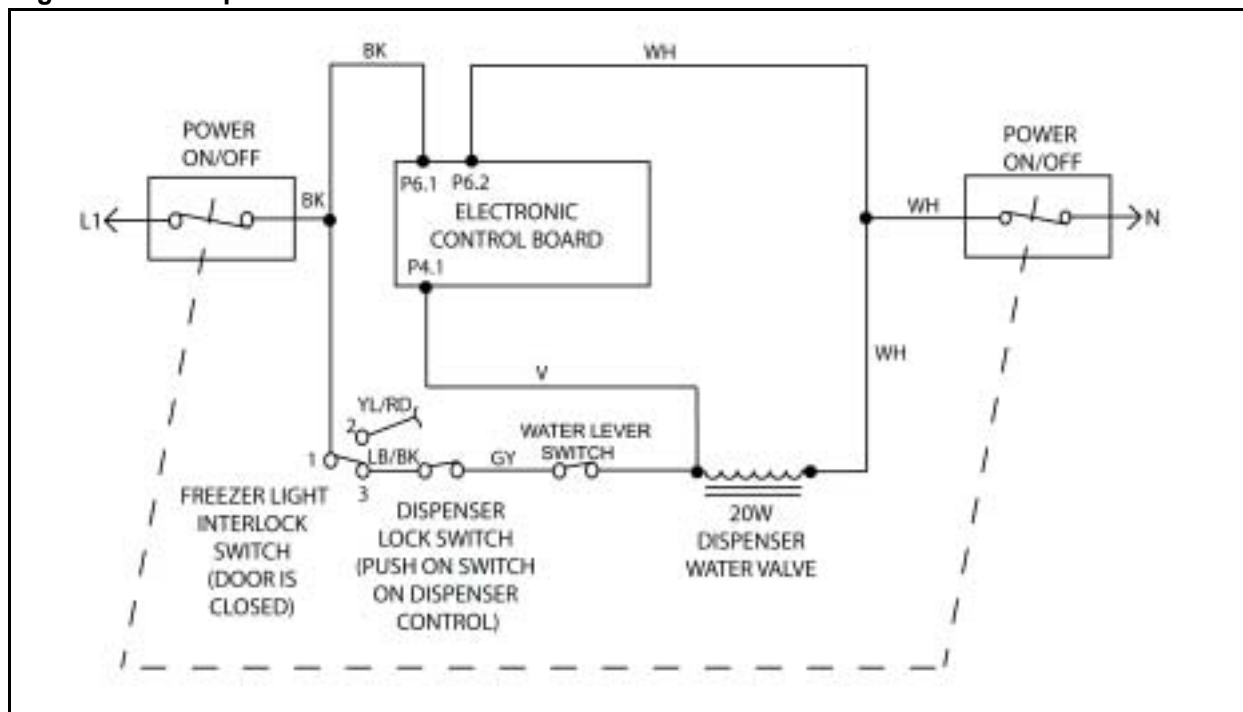 BK
WH
POWER
ON/OFF
POWER
ON/OFF
P6.1 P6.2
BK
L1
ELECTRONIC
CONTROL BOARD
WH
N
P4.1
WH
V
YL/RD
2
WATER LEVER
SWITCH
1
LB/BK
GY
3
FREEZER LIGHT
INTERLOCK
SWITCH
(DOOR IS
CLOSED)
DISPENSER
LOCK SWITCH
(PUSH ON SWITCH
ON DISPENSER
CONTROL)
20W
DISPENSER
WATER VALVE